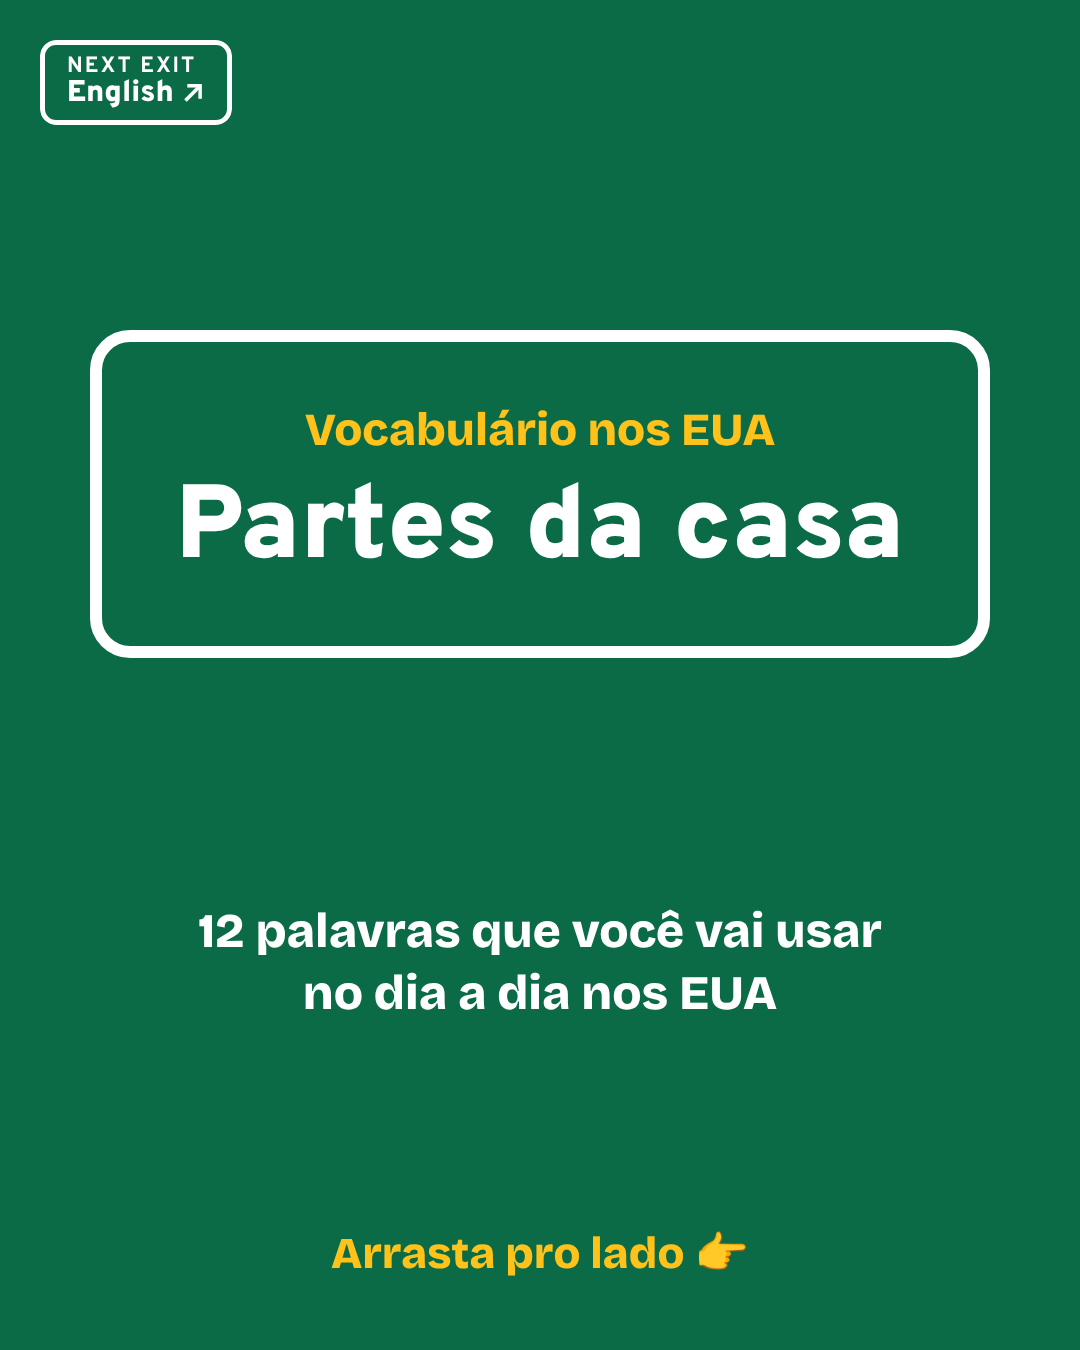 NEXT EXIT
English ↗
Vocabulário nos EUA
Partes da casa
12 palavras que você vai usar
no dia a dia nos EUA
Arrasta pro lado 👉